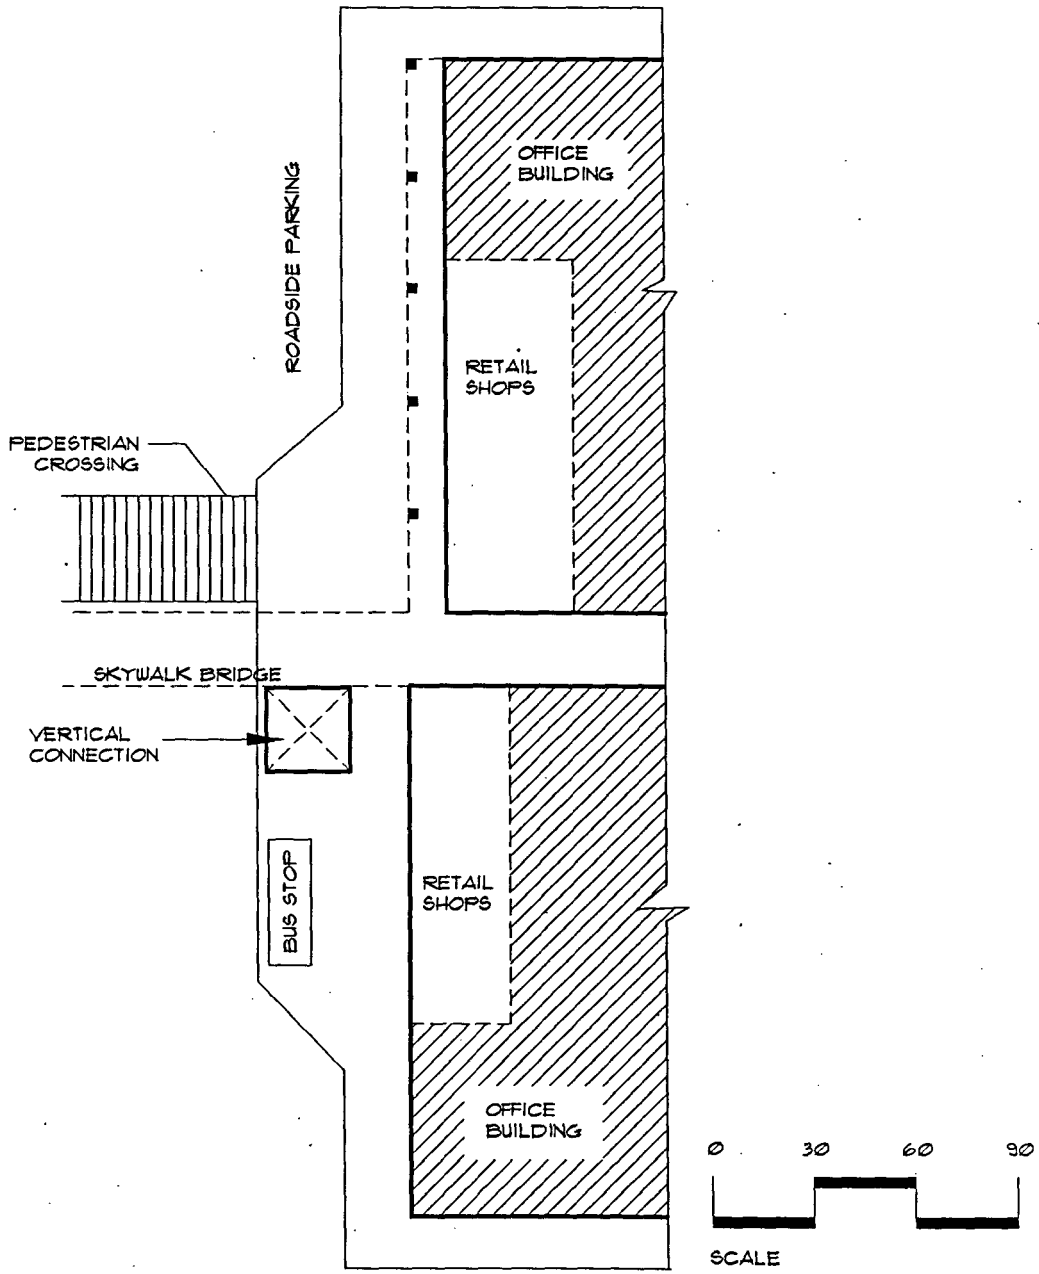 OFFICE
BUILDING
ROADSIDE PARKING
RETAIL
SHOPS
PEDESTRIAN
CROSSING
SKYWALK BRIDGE
VERTICAL
CONNECTION
BUS STOP
RETAIL
SHOPS
OFFICE
BUILDING
0 30 60 90
SCALE